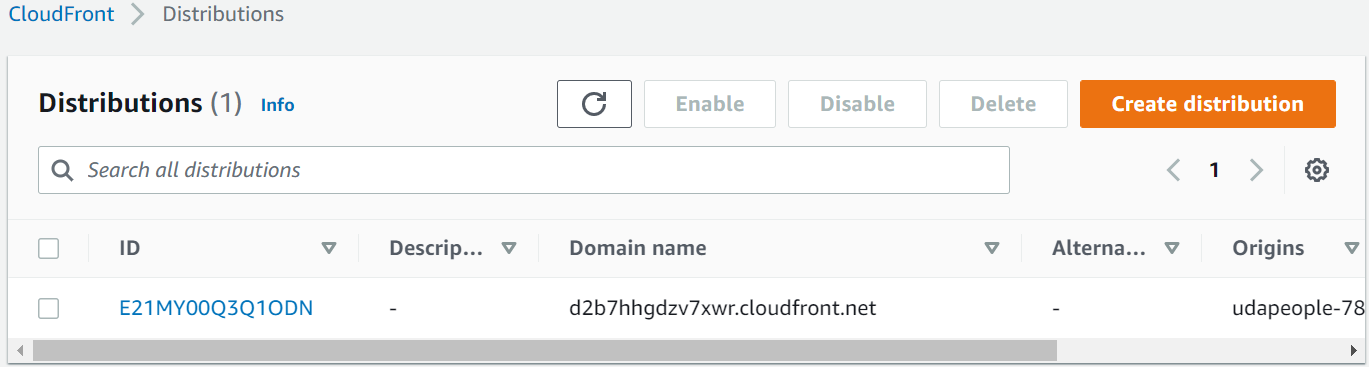 CloudFront > Distributions
Distributions (1) Info Enable Disable Delete Create distribution
Search all distributions 1
ID Descrip... Domain name Alterna... Origins
E21MY00Q3Q1ODN - d2b7hhgdzv7xwr.cloudfront.net - udapeople-78